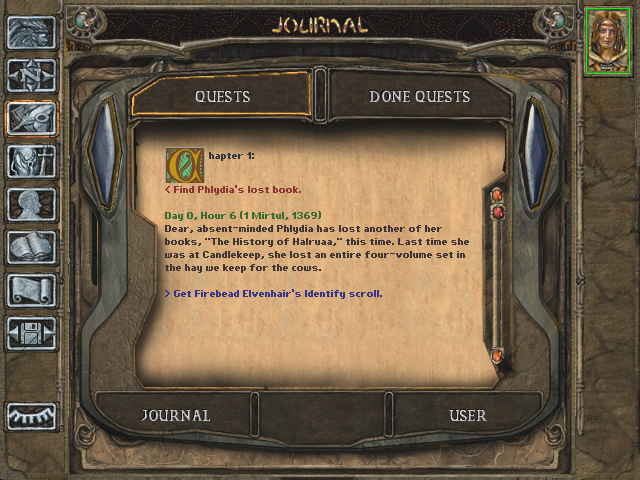 JOURNAL
QUESTS
DONE QUESTS
Chapter 1:
< Find Phlydia's lost book.
Day 0, Hour 6 (1 Mirtul, 1369)
Dear, absent-minded Phlydia has lost another of her
books, "The History of Halruaa," this time. Last time she
was at Candlekeep, she lost an entire four-volume set in
the hay we keep for the cows.
> Get Firebead Elvenhair's Identify scroll.
JOURNAL
USER
N